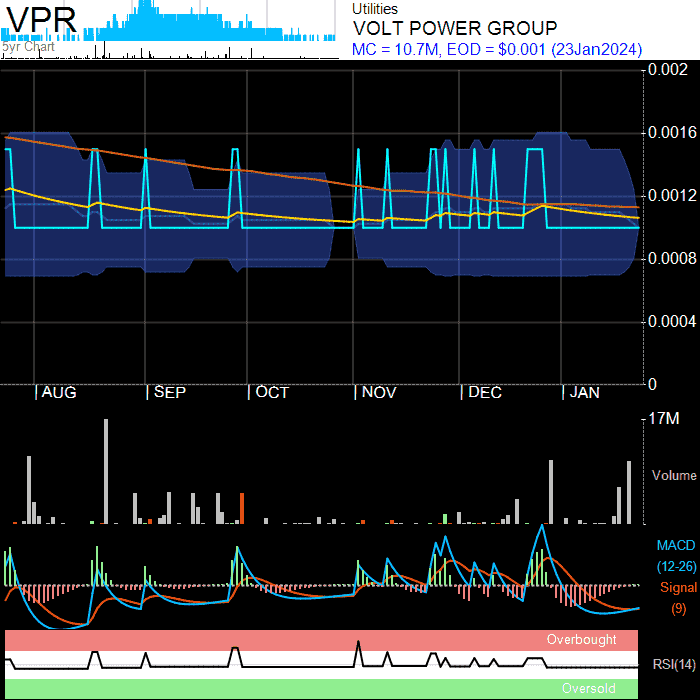 VPR
5yr Chart
Utilities
VOLT POWER GROUP
MC = 10.7M, EOD = $0.001 (23Jan2024)
0.002
0.0016
0.0012
0.0008
0.0004
0
AUG SEP OCT NOV DEC JAN
17M
Volume
MACD
(12-26)
Signal
(9)
Overbought
RSI(14)
Oversold